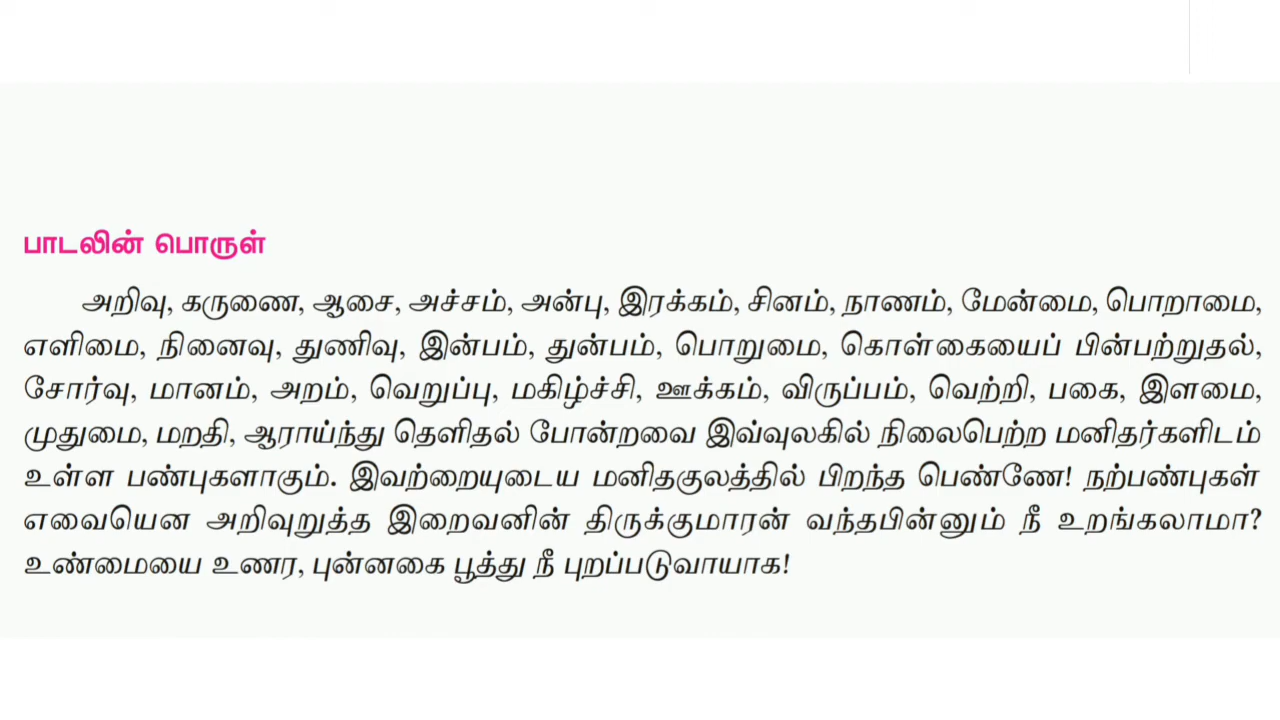 பாடலின் பொருள்
அறிவு, கருணை, ஆசை, அச்சம், அன்பு, இரக்கம், சினம், நாணம், மேன்மை, பொறாமை,
எளிமை, நினைவு, துணிவு, இன்பம், துன்பம், பொறுமை, கொள்கையைப் பின்பற்றுதல்,
சோர்வு, மானம், அறம், வெறுப்பு, மகிழ்ச்சி, ஊக்கம், விருப்பம், வெற்றி, பகை, இளமை,
முதுமை, மறதி, ஆராய்ந்து தெளிதல் போன்றவை இவ்வுலகில் நிலைபெற்ற மனிதர்களிடம்
உள்ள பண்புகளாகும். இவற்றையுடைய மனிதகுலத்தில் பிறந்த பெண்ணே! நற்பண்புகள்
எவையென அறிவுறுத்த இறைவனின் திருக்குமாரன் வந்தபின்னும் நீ உறங்கலாமா?
உண்மையை உணர, புன்னகை பூத்து நீ புறப்படுவாயாக!